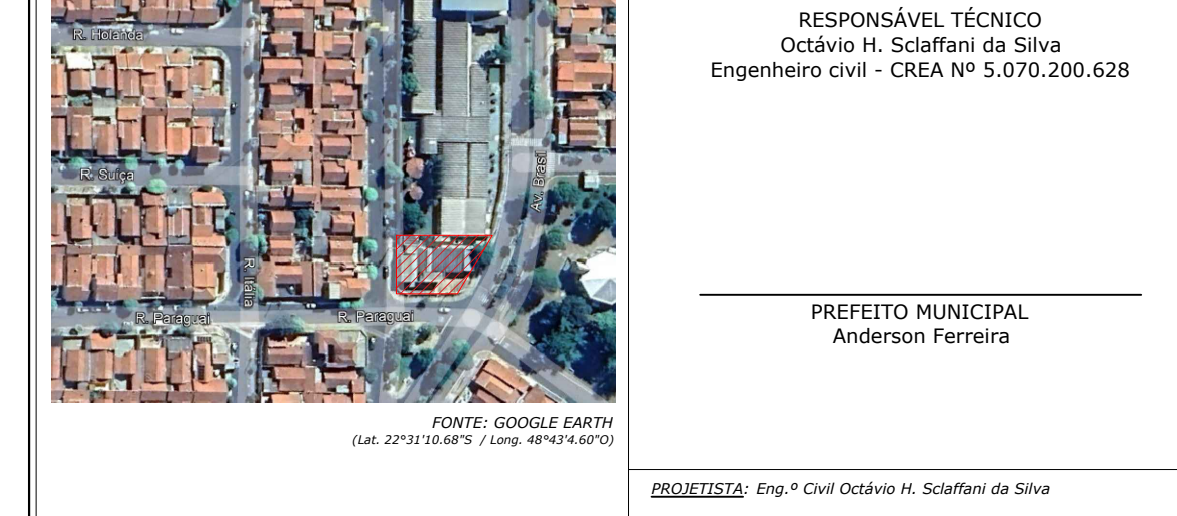 R. Holanda
R. Suíça
Av. Brasil
R. Itália
R. Paraguai
R. Paraguai
FONTE: GOOGLE EARTH
(Lat. 22°31'10.68"S / Long. 48°43'4.60"O)
RESPONSÁVEL TÉCNICO
Octávio H. Sclaffani da Silva
Engenheiro civil - CREA Nº 5.070.200.628
PREFEITO MUNICIPAL
Anderson Ferreira
PROJETISTA: Eng.º Civil Octávio H. Sclaffani da Silva